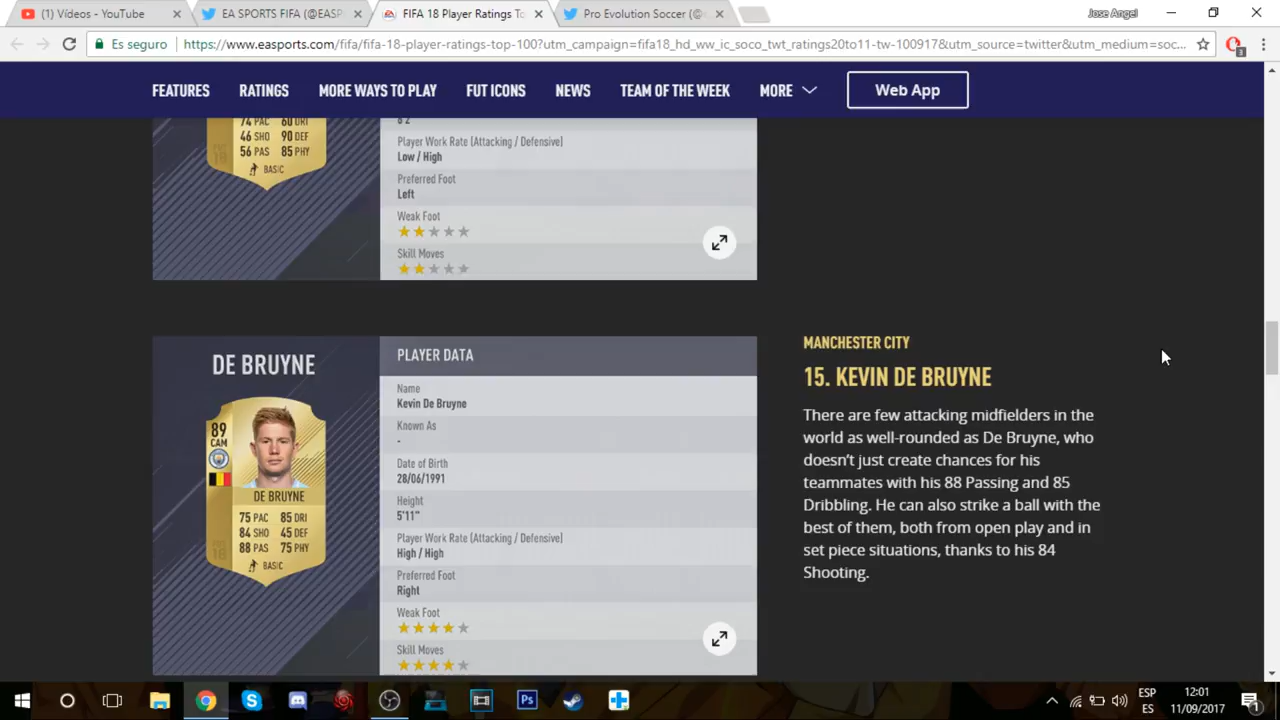 (1) Vídeos - YouTube
EA SPORTS FIFA (@EASP
FIFA 18 Player Ratings To
Pro Evolution Soccer (@
Jose Angel
Es seguro
https://www.easports.com/fifa/fifa-18-player-ratings-top-100?utm_campaign=fifa18_hd_ww_ic_soco_twt_ratings20to11-tw-100917&utm_source=twitter&utm_medium=soc...
3
FEATURES
RATINGS
MORE WAYS TO PLAY
FUT ICONS
NEWS
TEAM OF THE WEEK
MORE
Web App
74 PAC 60 DRI
46 SHO 90 DEF
56 PAS 85 PHY
BASIC
6'2"
Player Work Rate (Attacking / Defensive)
Low / High
Preferred Foot
Left
Weak Foot
Skill Moves
DE BRUYNE
89
CAM
DE BRUYNE
75 PAC 85 DRI
84 SHO 45 DEF
88 PAS 75 PHY
BASIC
PLAYER DATA
Name
Kevin De Bruyne
Known As
-
Date of Birth
28/06/1991
Height
5'11"
Player Work Rate (Attacking / Defensive)
High / High
Preferred Foot
Right
Weak Foot
Skill Moves
MANCHESTER CITY
15. KEVIN DE BRUYNE
There are few attacking midfielders in the
world as well-rounded as De Bruyne, who
doesn't just create chances for his
teammates with his 88 Passing and 85
Dribbling. He can also strike a ball with the
best of them, both from open play and in
set piece situations, thanks to his 84
Shooting.
Ps
ESP
ES
12:01
11/09/2017
1